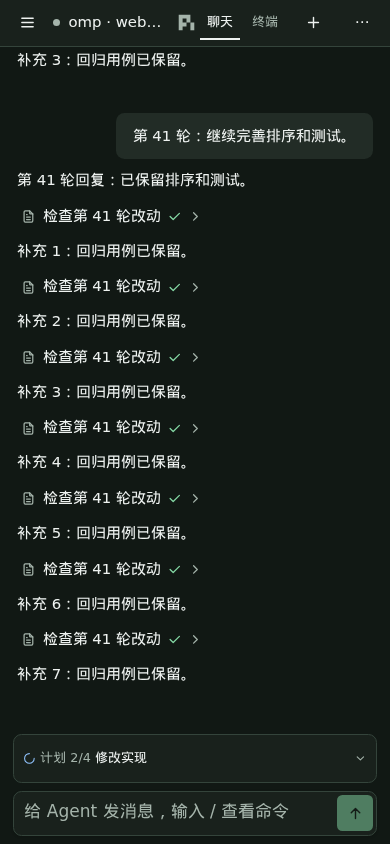 omp · web…
聊天
终端
补充 3：回归用例已保留。
第 41 轮：继续完善排序和测试。
第 41 轮回复：已保留排序和测试。
检查第 41 轮改动
补充 1：回归用例已保留。
检查第 41 轮改动
补充 2：回归用例已保留。
检查第 41 轮改动
补充 3：回归用例已保留。
检查第 41 轮改动
补充 4：回归用例已保留。
检查第 41 轮改动
补充 5：回归用例已保留。
检查第 41 轮改动
补充 6：回归用例已保留。
检查第 41 轮改动
补充 7：回归用例已保留。
计划 2/4 修改实现
给 Agent 发消息，输入 / 查看命令